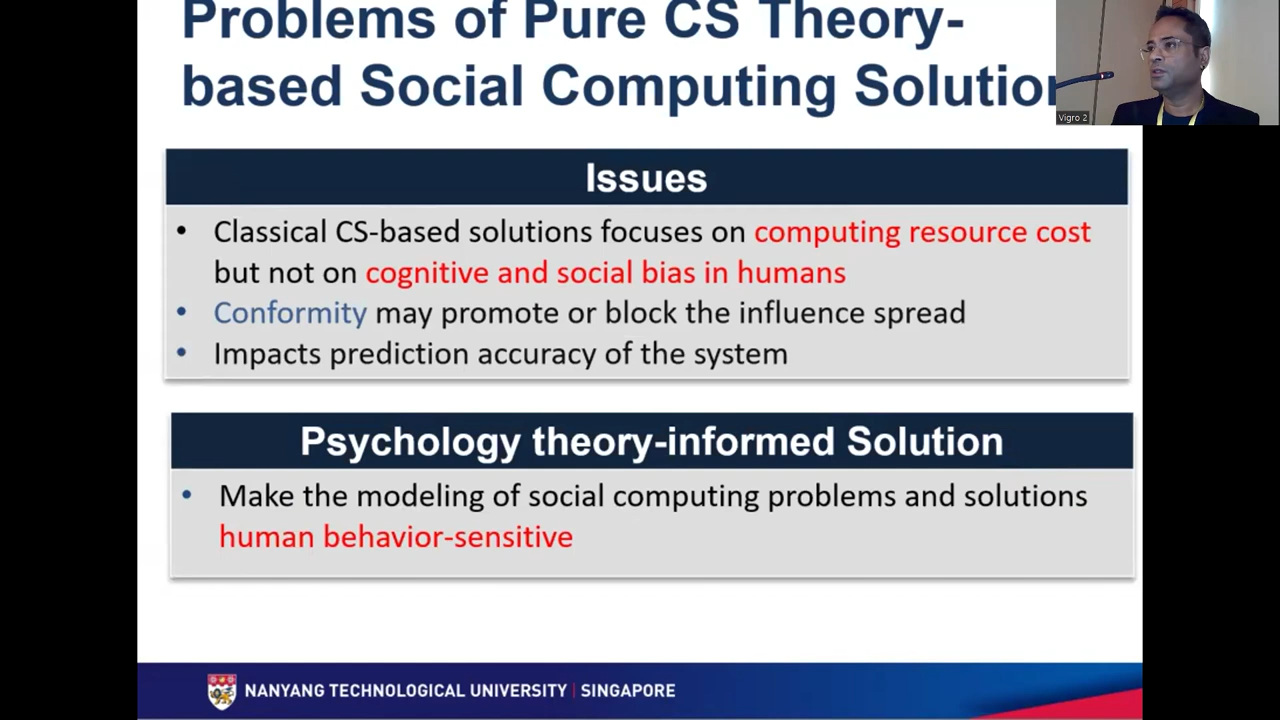 Problems of Pure CS Theory-
based Social Computing Solution
Vigro 2
Issues
• Classical CS-based solutions focuses on computing resource cost
but not on cognitive and social bias in humans
• Conformity may promote or block the influence spread
• Impacts prediction accuracy of the system
Psychology theory-informed Solution
• Make the modeling of social computing problems and solutions
human behavior-sensitive
NANYANG TECHNOLOGICAL UNIVERSITY | SINGAPORE